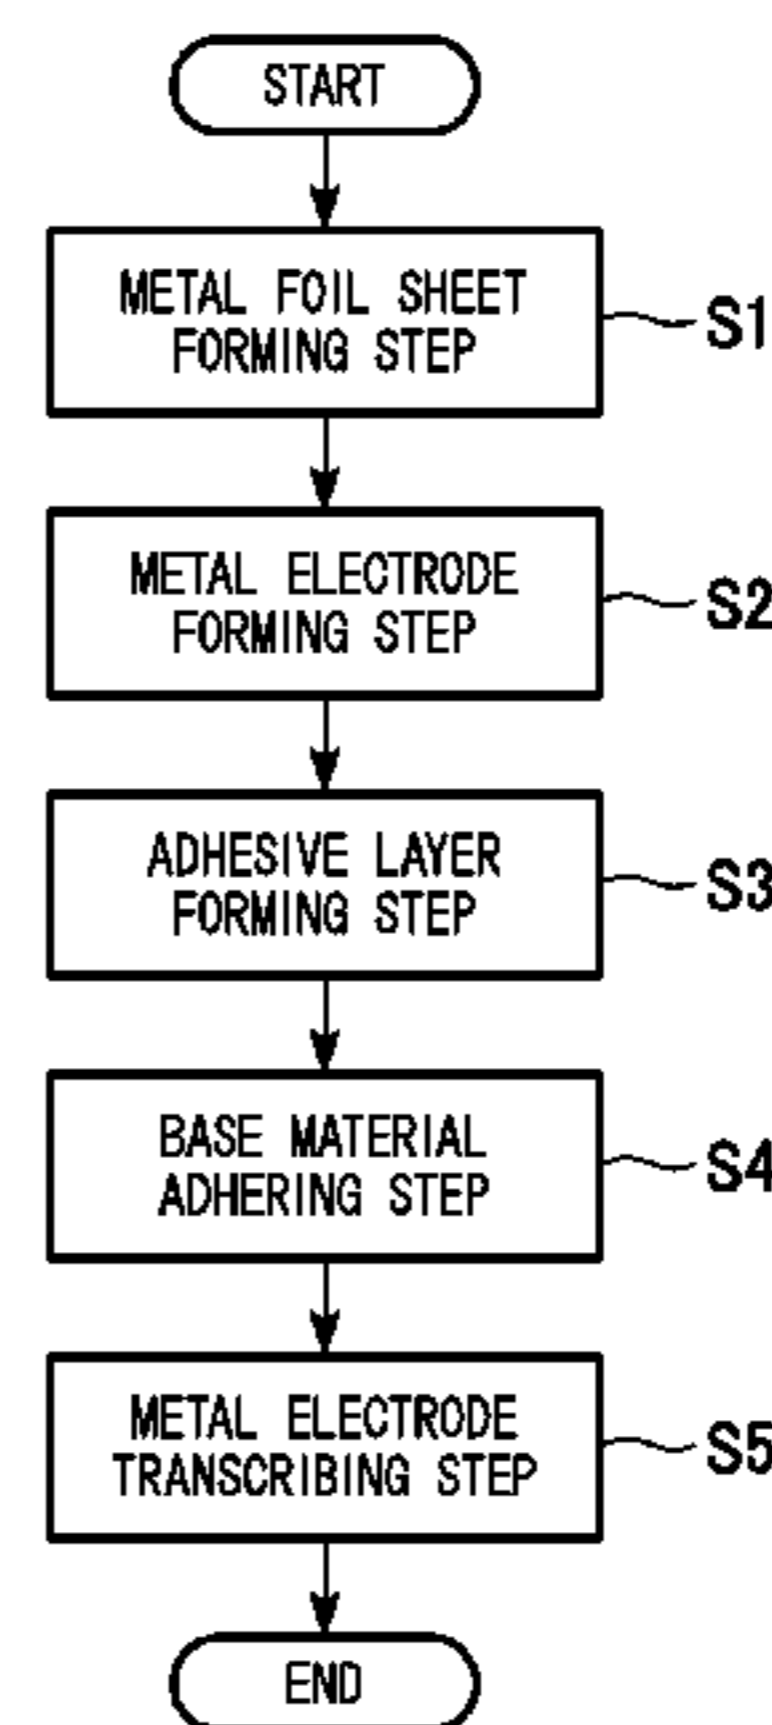 START
METAL FOIL SHEET
FORMING STEP
S1
METAL ELECTRODE
FORMING STEP
S2
ADHESIVE LAYER
FORMING STEP
S3
BASE MATERIAL
ADHERING STEP
S4
METAL ELECTRODE
TRANSCRIBING STEP
S5
END